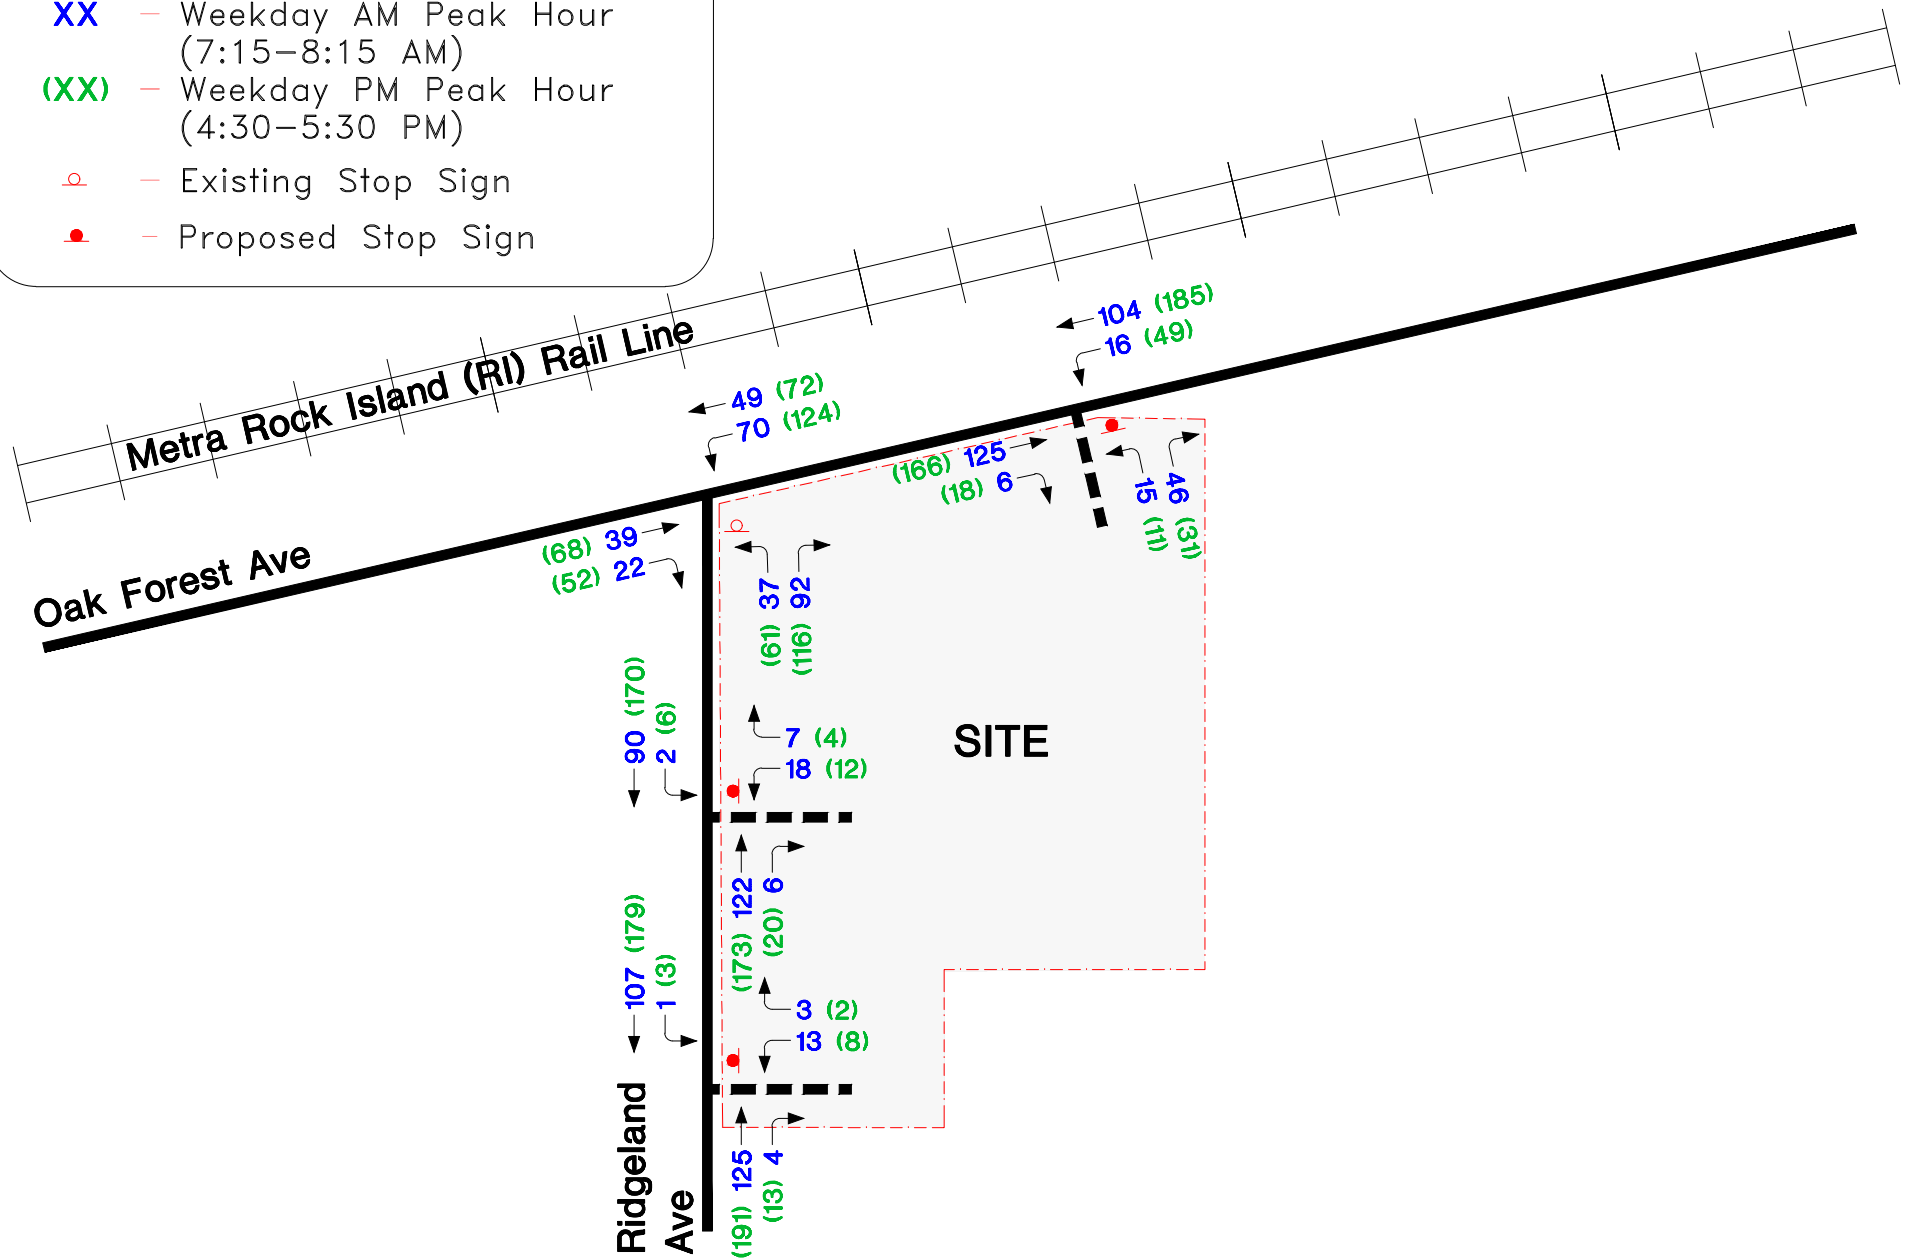 XX – Weekday AM Peak Hour
(7:15–8:15 AM)
(XX) – Weekday PM Peak Hour
(4:30–5:30 PM)
– Existing Stop Sign
– Proposed Stop Sign
Metra Rock Island (RI) Rail Line
104 (185)
16 (49)
49 (72)
70 (124)
(166) 125
(18) 6
15 (11)
46 (31)
Oak Forest Ave
(68) 39
(52) 22
(61) 37
(116) 92
90 (170)
2 (6)
7 (4)
18 (12)
SITE
(173) 122
(20) 6
107 (179)
1 (3)
3 (2)
13 (8)
Ridgeland
Ave
(191) 125
(13) 4